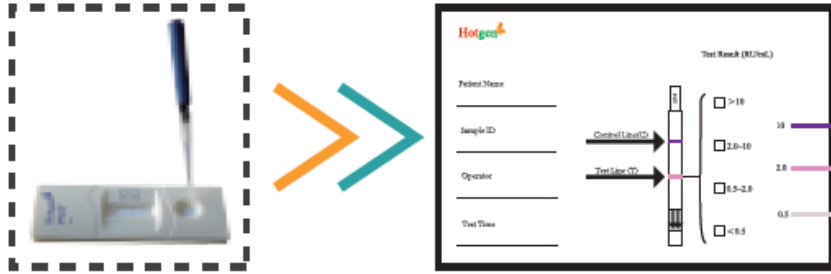 Hotgen
Test Result (RU/mL)
Patient Name
>10
10
Sample ID
Control Line(C)
2.0~10
Operator
Test Line (T)
2.0
0.5~2.0
Test Time
0.5
<0.5